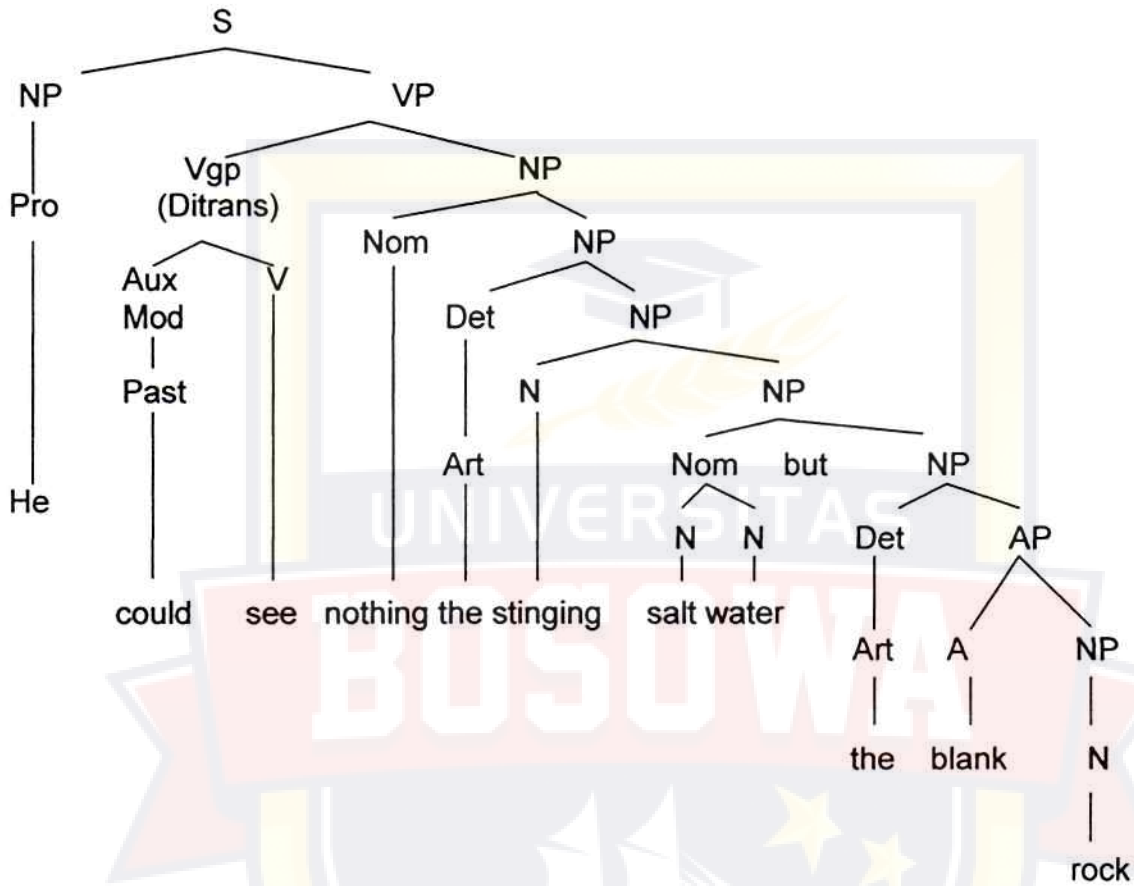 S
NP VP
Vgp NP
Pro (Ditrans)
Nom NP
Aux V
Mod Det NP
Past N NP
Art Nom but NP
He
UNIVERSITAS
N N Det AP
could see nothing the stinging salt water
BOSOWA
Art A NP
the blank N
rock